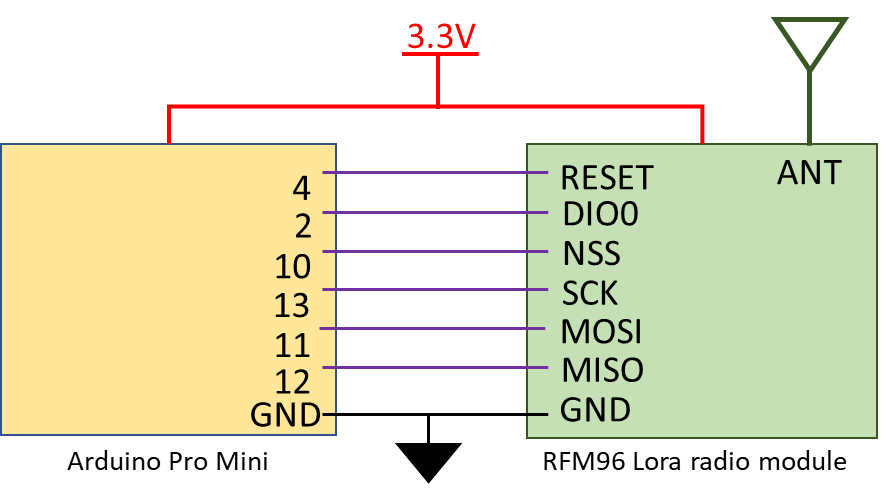 3.3V
ANT
4 RESET
2 DIO0
10 NSS
13 SCK
11 MOSI
12 MISO
GND GND
Arduino Pro Mini RFM96 Lora radio module